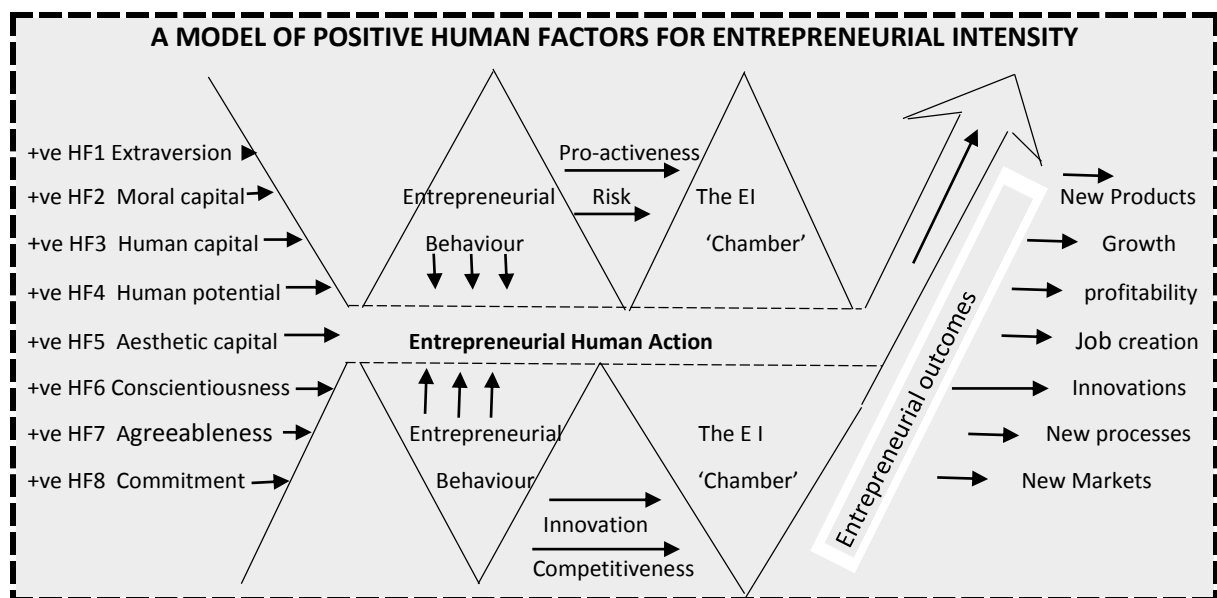 A MODEL OF POSITIVE HUMAN FACTORS FOR ENTREPRENEURIAL INTENSITY
+ve HF1 Extraversion
+ve HF2 Moral capital
+ve HF3 Human capital
+ve HF4 Human potential
+ve HF5 Aesthetic capital
+ve HF6 Conscientiousness
+ve HF7 Agreeableness
+ve HF8 Commitment
Entrepreneurial
Behaviour
Pro-activeness
Risk
The EI
‘Chamber’
Entrepreneurial Human Action
Entrepreneurial
Behaviour
Innovation
Competitiveness
The E I
‘Chamber’
Entrepreneurial outcomes
New Products
Growth
profitability
Job creation
Innovations
New processes
New Markets